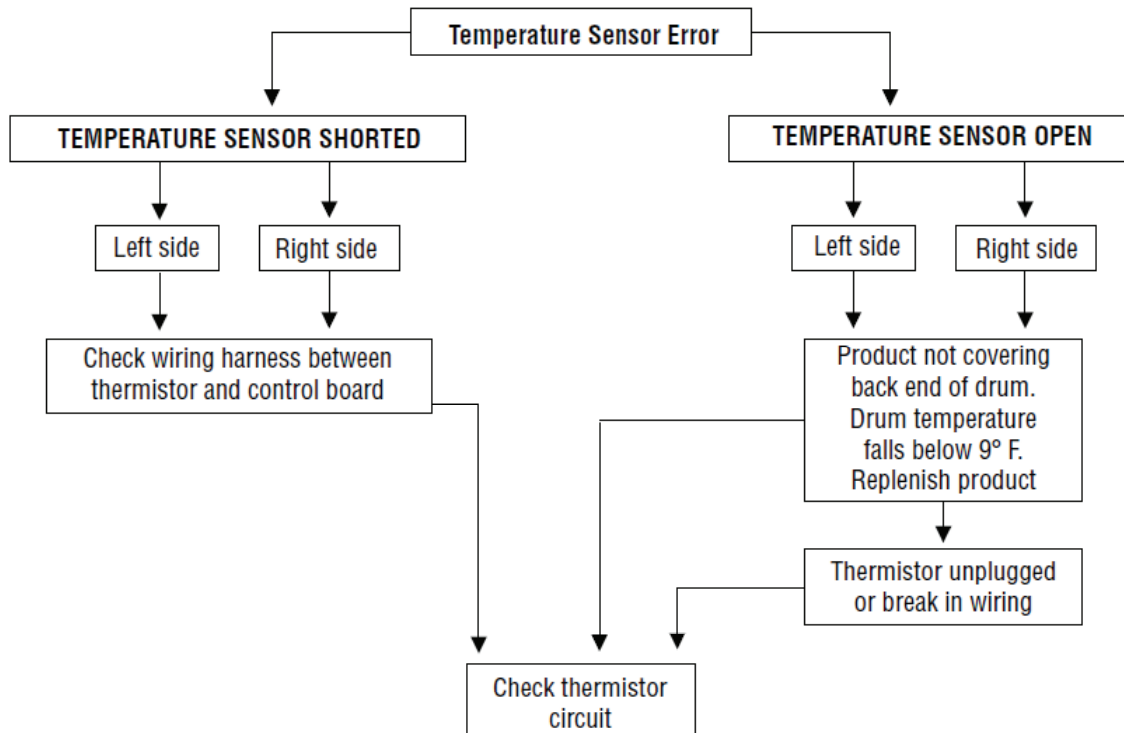 Temperature Sensor Error
TEMPERATURE SENSOR SHORTED
TEMPERATURE SENSOR OPEN
Left side
Right side
Left side
Right side
Check wiring harness between
thermistor and control board
Product not covering
back end of drum.
Drum temperature
falls below 9° F.
Replenish product
Thermistor unplugged
or break in wiring
Check thermistor
circuit